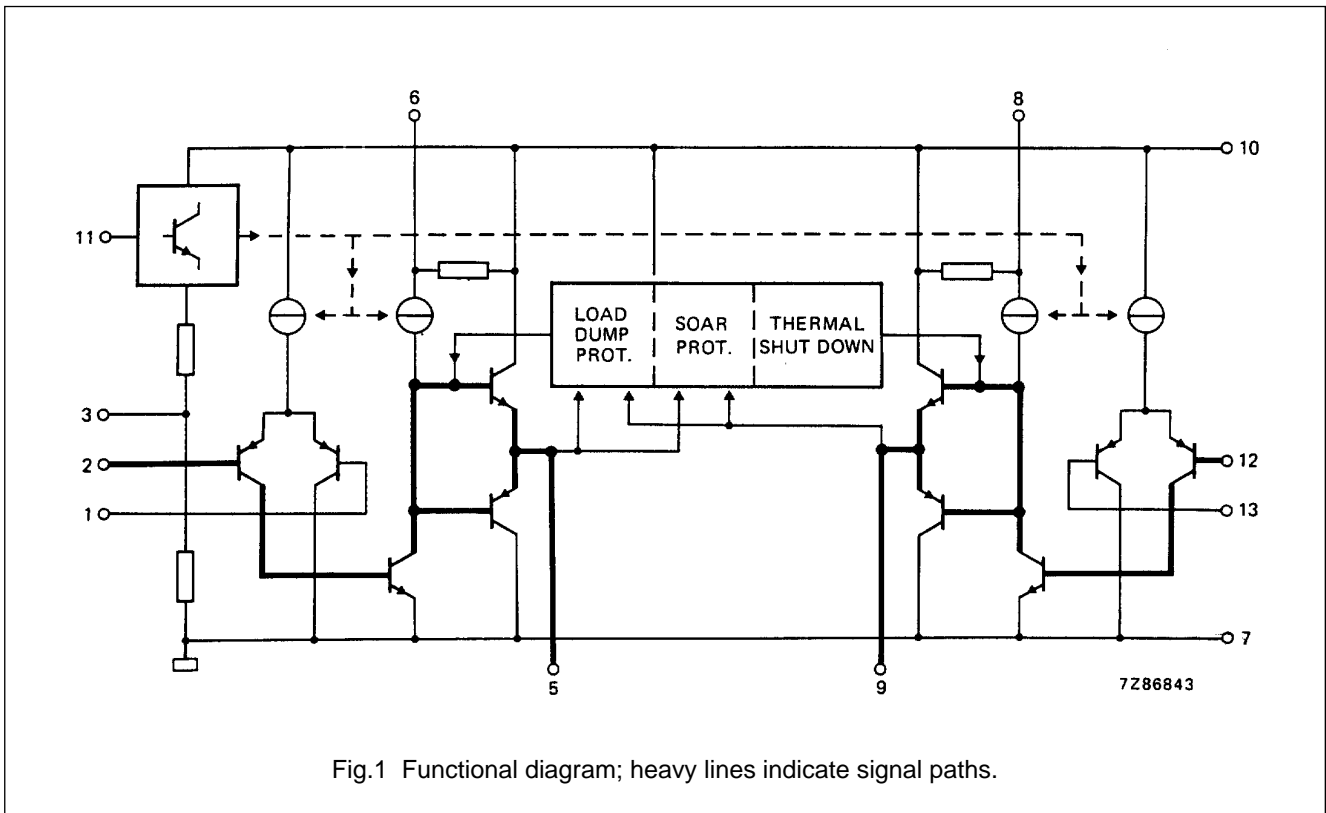 6
8
10
11
LOAD
DUMP
PROT.
SOAR
PROT.
THERMAL
SHUT DOWN
3
2
12
1
13
7
5
9
7Z86843
Fig.1 Functional diagram; heavy lines indicate signal paths.